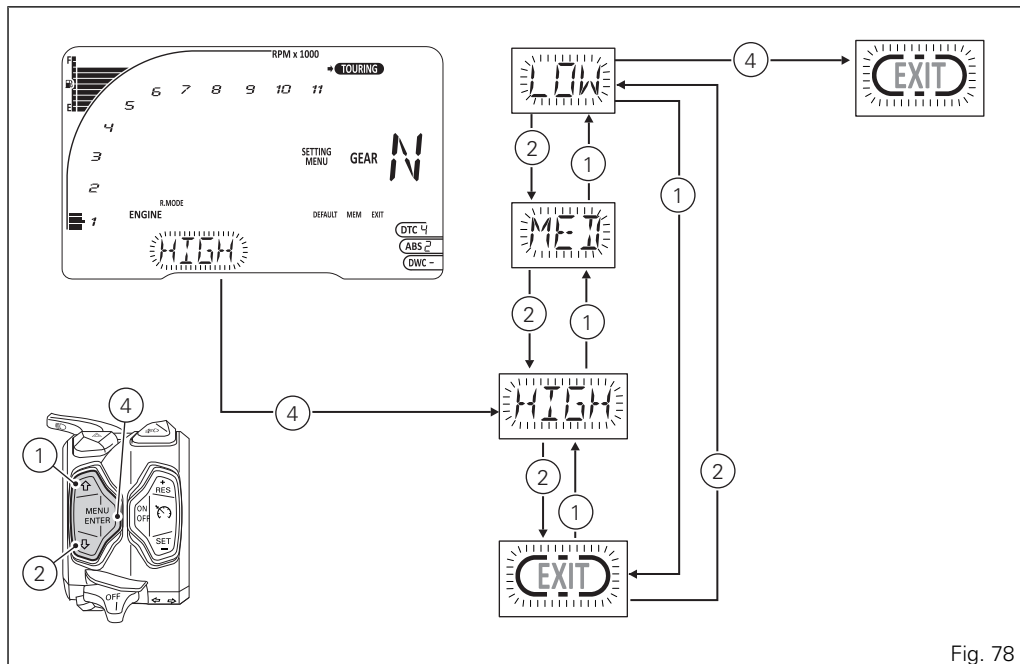 F
E
RPM x 1000
TOURING
1
2
3
4
5
6
7
8
9
10
11
SETTING
MENU
GEAR N
R.MODE
ENGINE
DEFAULT MEM EXIT
HIGH
DTC 4
ABS 2
DWC -
4
LOW
4
EXIT
2
1
1
MED
2
1
HIGH
2
1
2
EXIT
4
1
2
MENU
ENTER
+
RES
ON
OFF
SET
-
OFF
Fig. 78